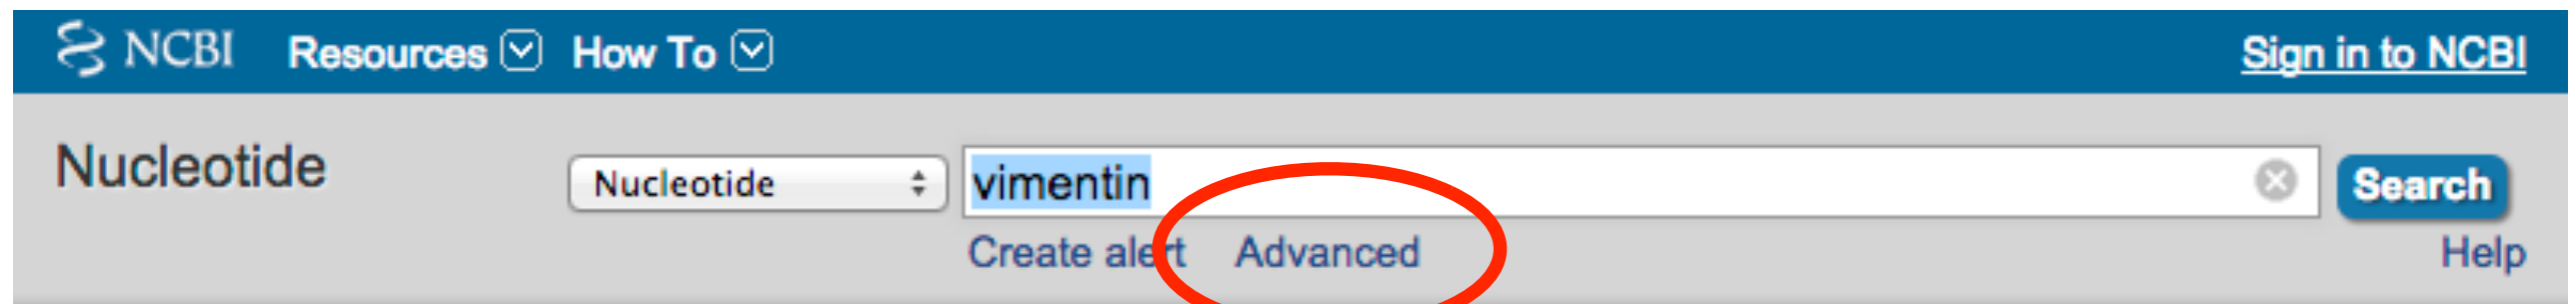 NCBI Resources How To Sign in to NCBI
Nucleotide Nucleotide vimentin Search
Create alert Advanced Help